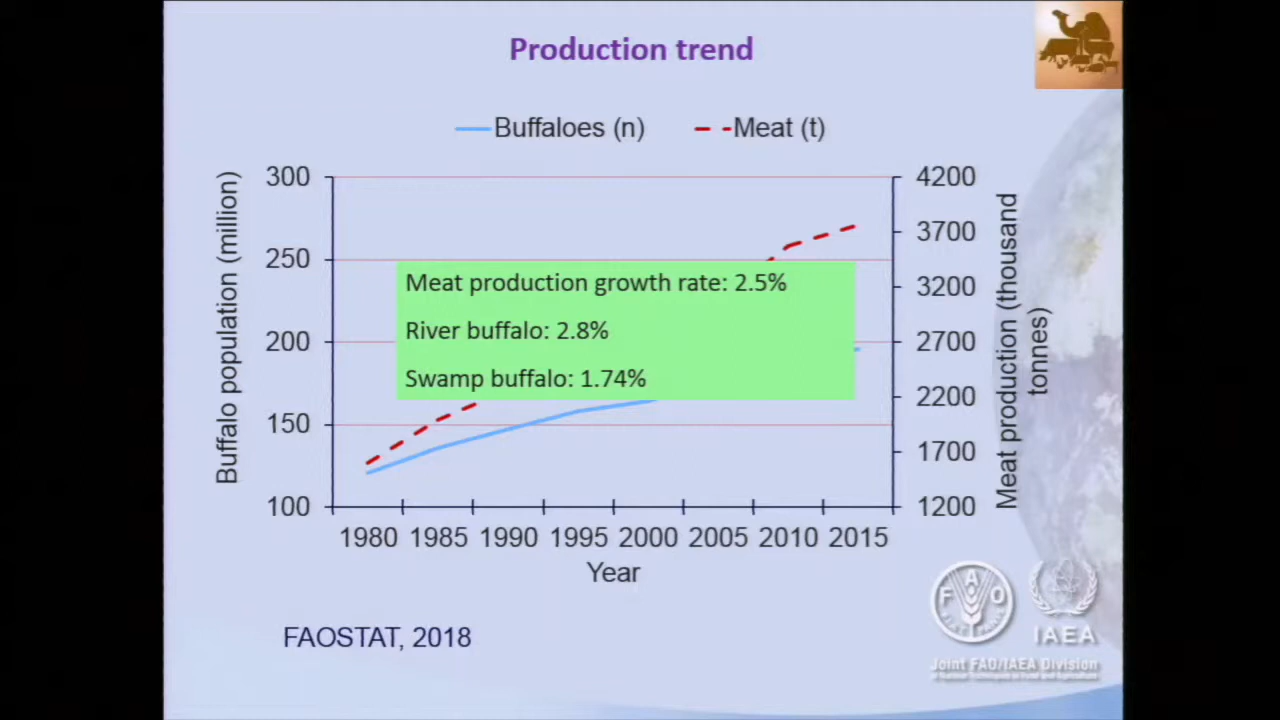 Production trend
Buffaloes (n)
Meat (t)
Buffalo population (million)
300
250
200
150
100
4200
3700
3200
2700
2200
1700
1200
Meat production (thousand
tonnes)
Meat production growth rate: 2.5%
River buffalo: 2.8%
Swamp buffalo: 1.74%
1980 1985 1990 1995 2000 2005 2010 2015
Year
FAOSTAT, 2018
F A O
IAEA
Joint FAO/IAEA Division